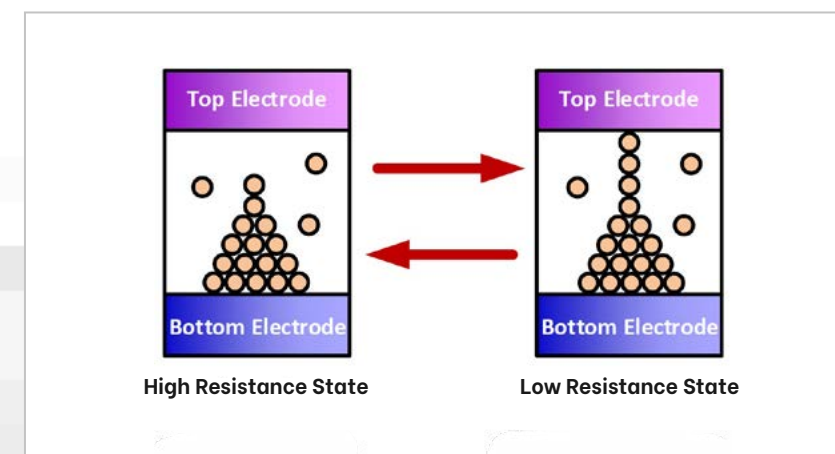 Top Electrode
Top Electrode
Bottom Electrode
Bottom Electrode
High Resistance State
Low Resistance State